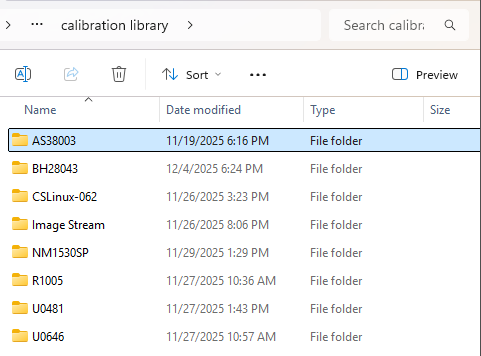 ··· calibration library
Search calibra
Sort ··· Preview
Name Date modified Type Size
AS38003 11/19/2025 6:16 PM File folder
BH28043 12/4/2025 6:24 PM File folder
CSLinux-062 11/26/2025 3:23 PM File folder
Image Stream 11/26/2025 8:06 PM File folder
NM1530SP 11/29/2025 1:29 PM File folder
R1005 11/27/2025 10:36 AM File folder
U0481 11/27/2025 1:43 PM File folder
U0646 11/27/2025 10:57 AM File folder